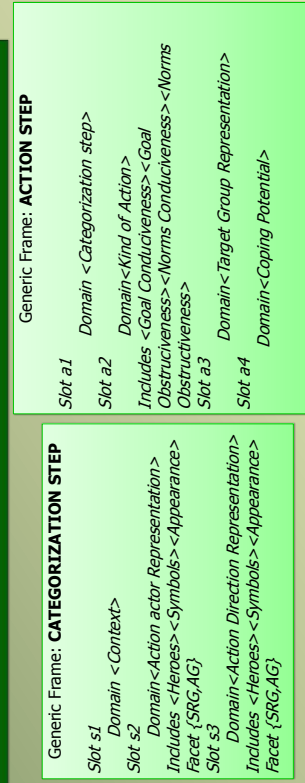 Generic Frame: CATEGORIZATION STEP
Slot s1
Domain <Context>
Slot s2
Domain<Action actor Representation>
Includes <Heroes><Symbols><Appearance>
Facet {SRG,AG}
Slot s3
Domain<Action Direction Representation>
Includes <Heroes><Symbols><Appearance>
Facet {SRG,AG}
Generic Frame: ACTION STEP
Slot a1
Domain <Categorization step>
Slot a2
Domain<Kind of Action>
Includes <Goal Conduciveness><Goal
Obstruciveness><Norms Conduciveness><Norms
Obstructiveness>
Slot a3
Domain<Target Group Representation>
Slot a4
Domain<Coping Potential>